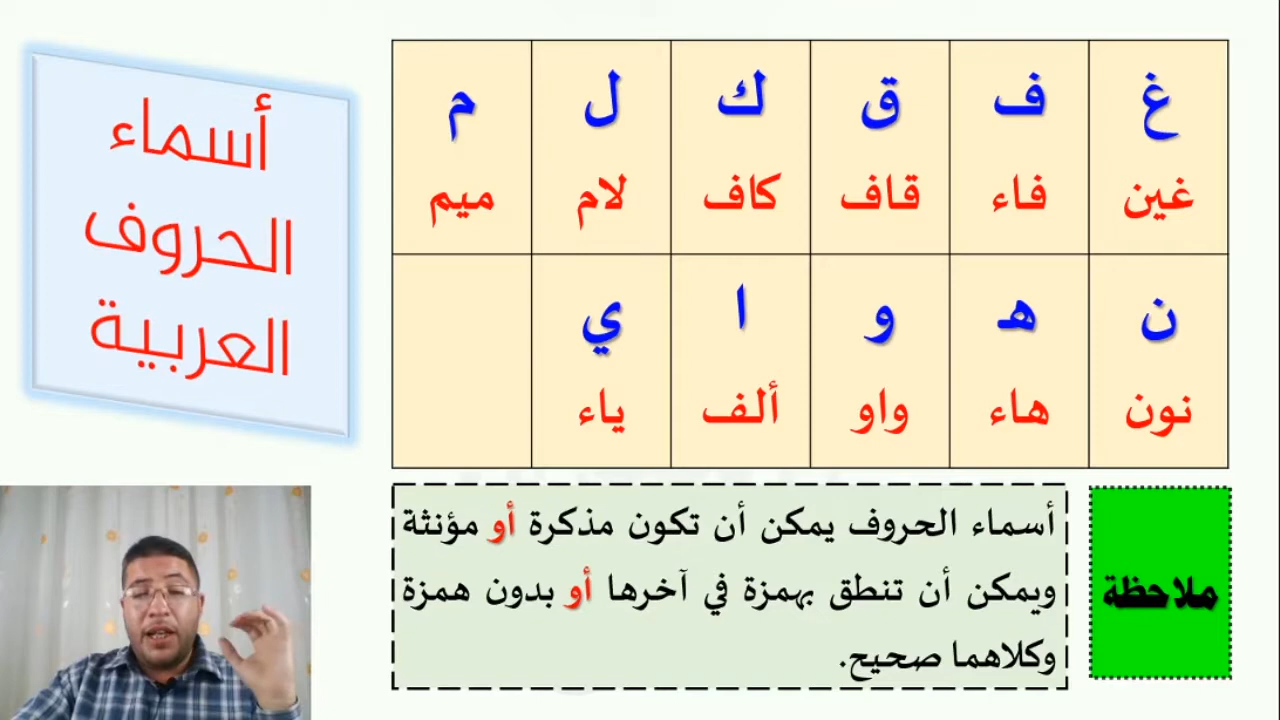 أسماء
الحروف
العربية
غ ف ق ك ل م
غين فاء قاف كاف لام ميم
ن هـ و ا ي
نون هاء واو ألف ياء
ملاحظة
أسماء الحروف يمكن أن تكون مذكرة أو مؤنثة
ويمكن أن تنطق بهمزة في آخرها أو بدون همزة
وكلاهما صحيح.